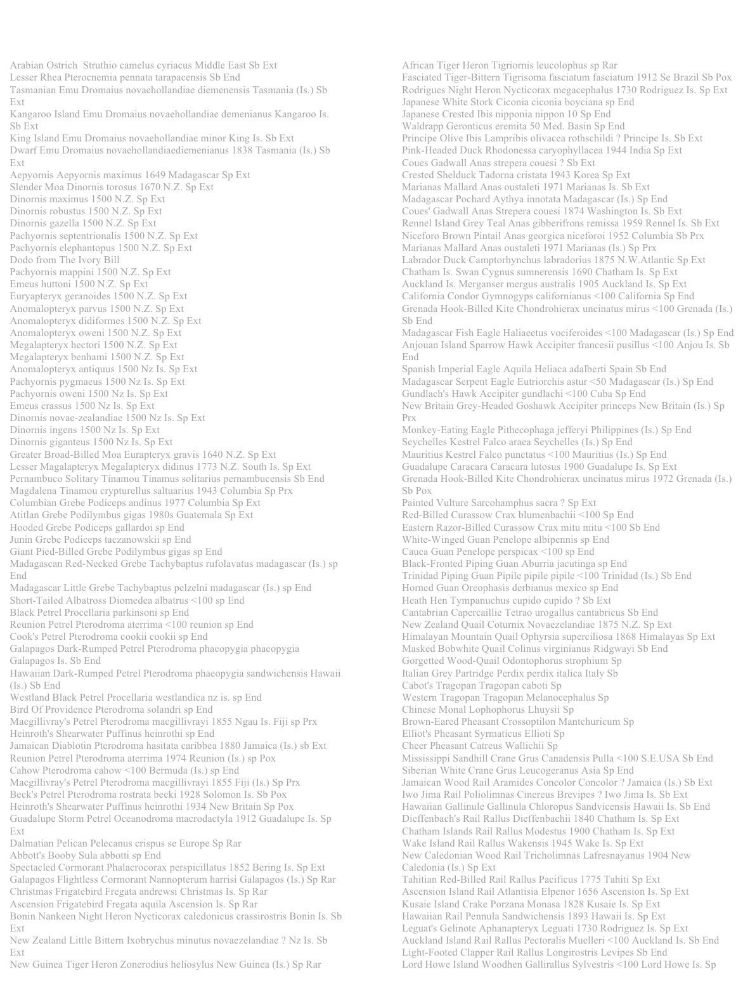 Arabian Ostrich  Struthio camelus cyriacus Middle East Sb Ext
Lesser Rhea Pterocnemia pennata tarapacensis Sb End
Tasmanian Emu Dromaius novaehollandiae diemenensis Tasmania (Is.) Sb
Ext
Kangaroo Island Emu Dromaius novaehollandiae demenianus Kangaroo Is.
Sb Ext
King Island Emu Dromaius novaehollandiae minor King Is. Sb Ext
Dwarf Emu Dromaius novaehollandiaediemenianus 1838 Tasmania (Is.) Sb
Ext
Aepyornis Aepyornis maximus 1649 Madagascar Sp Ext
Slender Moa Dinornis torosus 1670 N.Z. Sp Ext
Dinornis maximus 1500 N.Z. Sp Ext
Dinornis robustus 1500 N.Z. Sp Ext
Dinornis gazella 1500 N.Z. Sp Ext
Pachyornis septentrionalis 1500 N.Z. Sp Ext
Pachyornis elephantopus 1500 N.Z. Sp Ext
Dodo from The Ivory Bill
Pachyornis mappini 1500 N.Z. Sp Ext
Emeus huttoni 1500 N.Z. Sp Ext
Euryapteryx geranoides 1500 N.Z. Sp Ext
Anomalopteryx parvus 1500 N.Z. Sp Ext
Anomalopteryx didiformes 1500 N.Z. Sp Ext
Anomalopteryx oweni 1500 N.Z. Sp Ext
Megalapteryx hectori 1500 N.Z. Sp Ext
Megalapteryx benhami 1500 N.Z. Sp Ext
Anomalopteryx antiquus 1500 Nz Is. Sp Ext
Pachyornis pygmaeus 1500 Nz Is. Sp Ext
Pachyornis oweni 1500 Nz Is. Sp Ext
Emeus crassus 1500 Nz Is. Sp Ext
Dinornis novae-zealandiae 1500 Nz Is. Sp Ext
Dinornis ingens 1500 Nz Is. Sp Ext
Dinornis giganteus 1500 Nz Is. Sp Ext
Greater Broad-Billed Moa Eurapteryx gravis 1640 N.Z. Sp Ext
Lesser Magalapteryx Megalapteryx didinus 1773 N.Z. South Is. Sp Ext
Pernambuco Solitary Tinamou Tinamus solitarius pernambucensis Sb End
Magdalena Tinamou crypturellus saltuarius 1943 Columbia Sp Prx
Columbian Grebe Podiceps andinus 1977 Columbia Sp Ext
Atitlan Grebe Podilymbus gigas 1980s Guatemala Sp Ext
Hooded Grebe Podiceps gallardoi sp End
Junin Grebe Podiceps taczanowskii sp End
Giant Pied-Billed Grebe Podilymbus gigas sp End
Madagascan Red-Necked Grebe Tachybaptus rufolavatus madagascar (Is.) sp
End
Madagascar Little Grebe Tachybaptus pelzelni madagascar (Is.) sp End
Short-Tailed Albatross Diomedea albatrus <100 sp End
Black Petrel Procellaria parkinsoni sp End
Reunion Petrel Pterodroma aterrima <100 reunion sp End
Cook's Petrel Pterodroma cookii cookii sp End
Galapagos Dark-Rumped Petrel Pterodroma phaeopygia phaeopygia
Galapagos Is. Sb End
Hawaiian Dark-Rumped Petrel Pterodroma phaeopygia sandwichensis Hawaii
(Is.) Sb End
Westland Black Petrel Procellaria westlandica nz is. sp End
Bird Of Providence Pterodroma solandri sp End
Macgillivray's Petrel Pterodroma macgillivrayi 1855 Ngau Is. Fiji sp Prx
Heinroth's Shearwater Puffinus heinrothi sp End
Jamaican Diablotin Pterodroma hasitata caribbea 1880 Jamaica (Is.) sb Ext
Reunion Petrel Pterodroma aterrima 1974 Reunion (Is.) sp Pox
Cahow Pterodroma cahow <100 Bermuda (Is.) sp End
Macgillivray's Petrel Pterodroma macgillivrayi 1855 Fiji (Is.) Sp Prx
Beck's Petrel Pterodroma rostrata becki 1928 Solomon Is. Sb Pox
Heinroth's Shearwater Puffinus heinrothi 1934 New Britain Sp Pox
Guadalupe Storm Petrel Oceanodroma macrodactyla 1912 Guadalupe Is. Sp
Ext
Dalmatian Pelican Pelecanus crispus se Europe Sp Rar
Abbott's Booby Sula abbotti sp End
Spectacled Cormorant Phalacrocorax perspicillatus 1852 Bering Is. Sp Ext
Galapagos Flightless Cormorant Nannopterum harrisi Galapagos (Is.) Sp Rar
Christmas Frigatebird Fregata andrewsi Christmas Is. Sp Rar
Ascension Frigatebird Fregata aquila Ascension Is. Sp Rar
Bonin Nankeen Night Heron Nycticorax caledonicus crassirostris Bonin Is. Sb
Ext
New Zealand Little Bittern Ixobrychus minutus novaezelandiae ? Nz Is. Sb
Ext
New Guinea Tiger Heron Zonerodius heliosylus New Guinea (Is.) Sp Rar
African Tiger Heron Tigriornis leucolophus sp Rar
Fasciated Tiger-Bittern Tigrisoma fasciatum fasciatum 1912 Se Brazil Sb Pox
Rodrigues Night Heron Nycticorax megacephalus 1730 Rodriguez Is. Sp Ext
Japanese White Stork Ciconia ciconia boyciana sp End
Japanese Crested Ibis nipponia nippon 10 Sp End
Waldrapp Geronticus eremita 50 Med. Basin Sp End
Principe Olive Ibis Lampribis olivacea rothschildi ? Principe Is. Sb Ext
Pink-Headed Duck Rhodonessa caryophyllacea 1944 India Sp Ext
Coues Gadwall Anas strepera couesi ? Sb Ext
Crested Shelduck Tadorna cristata 1943 Korea Sp Ext
Marianas Mallard Anas oustaleti 1971 Marianas Is. Sb Ext
Madagascar Pochard Aythya innotata Madagascar (Is.) Sp End
Coues' Gadwall Anas Strepera couesi 1874 Washington Is. Sb Ext
Rennel Island Grey Teal Anas gibberifrons remissa 1959 Rennel Is. Sb Ext
Niceforo Brown Pintail Anas georgica niceforoi 1952 Columbia Sb Prx
Marianas Mallard Anas oustaleti 1971 Marianas (Is.) Sp Prx
Labrador Duck Camptorhynchus labradorius 1875 N.W.Atlantic Sp Ext
Chatham Is. Swan Cygnus sumnerensis 1690 Chatham Is. Sp Ext
Auckland Is. Merganser mergus australis 1905 Auckland Is. Sp Ext
California Condor Gymnogyps californianus <100 California Sp End
Grenada Hook-Billed Kite Chondrohierax uncinatus mirus <100 Grenada (Is.)
Sb End
Madagascar Fish Eagle Haliaeetus vociferoides <100 Madagascar (Is.) Sp End
Anjouan Island Sparrow Hawk Accipiter francesii pusillus <100 Anjou Is. Sb
End
Spanish Imperial Eagle Aquila Heliaca adalberti Spain Sb End
Madagascar Serpent Eagle Eutriorchis astur <50 Madagascar (Is.) Sp End
Gundlach's Hawk Accipiter gundlachi <100 Cuba Sp End
New Britain Grey-Headed Goshawk Accipiter princeps New Britain (Is.) Sp
Prx
Monkey-Eating Eagle Pithecophaga jefferyi Philippines (Is.) Sp End
Seychelles Kestrel Falco araea Seychelles (Is.) Sp End
Mauritius Kestrel Falco punctatus <100 Mauritius (Is.) Sp End
Guadalupe Caracara Caracara lutosus 1900 Guadalupe Is. Sp Ext
Grenada Hook-Billed Kite Chondrohierax uncinatus mirus 1972 Grenada (Is.)
Sb Pox
Painted Vulture Sarcohamphus sacra ? Sp Ext
Red-Billed Curassow Crax blumenbachii <100 Sp End
Eastern Razor-Billed Curassow Crax mitu mitu <100 Sb End
White-Winged Guan Penelope albipennis sp End
Cauca Guan Penelope perspicax <100 sp End
Black-Fronted Piping Guan Aburria jacutinga sp End
Trinidad Piping Guan Pipile pipile pipile <100 Trinidad (Is.) Sb End
Horned Guan Oreophasis derbianus mexico sp End
Heath Hen Tympanuchus cupido cupido ? Sb Ext
Cantabrian Capercaillie Tetrao urogallus cantabricus Sb End
New Zealand Quail Coturnix Novaezelandiae 1875 N.Z. Sp Ext
Himalayan Mountain Quail Ophyrsia superciliosa 1868 Himalayas Sp Ext
Masked Bobwhite Quail Colinus virginianus Ridgwayi Sb End
Gorgetted Wood-Quail Odontophorus strophium Sp
Italian Grey Partridge Perdix perdix italica Italy Sb
Cabot's Tragopan Tragopan caboti Sp
Western Tragopan Tragopan Melanocephalus Sp
Chinese Monal Lophophorus Lhuysii Sp
Brown-Eared Pheasant Crossoptilon Mantchuricum Sp
Elliot's Pheasant Syrmaticus Ellioti Sp
Cheer Pheasant Catreus Wallichii Sp
Mississippi Sandhill Crane Grus Canadensis Pulla <100 S.E.USA Sb End
Siberian White Crane Grus Leucogeranus Asia Sp End
Jamaican Wood Rail Aramides Concolor Concolor ? Jamaica (Is.) Sb Ext
Iwo Jima Rail Poliolimnas Cinereus Brevipes ? Iwo Jima Is. Sb Ext
Hawaiian Gallinule Gallinula Chloropus Sandvicensis Hawaii Is. Sb End
Dieffenbach's Rail Rallus Dieffenbachii 1840 Chatham Is. Sp Ext
Chatham Islands Rail Rallus Modestus 1900 Chatham Is. Sp Ext
Wake Island Rail Rallus Wakensis 1945 Wake Is. Sp Ext
New Caledonian Wood Rail Tricholimnas Lafresnayanus 1904 New
Caledonia (Is.) Sp Ext
Tahitian Red-Billed Rail Rallus Pacificus 1775 Tahiti Sp Ext
Ascension Island Rail Atlantisia Elpenor 1656 Ascension Is. Sp Ext
Kusaie Island Crake Porzana Monasa 1828 Kusaie Is. Sp Ext
Hawaiian Rail Pennula Sandwichensis 1893 Hawaii Is. Sp Ext
Leguat's Gelinote Aphanapteryx Leguati 1730 Rodriguez Is. Sp Ext
Auckland Island Rail Rallus Pectoralis Muelleri <100 Auckland Is. Sb End
Light-Footed Clapper Rail Rallus Longirostris Levipes Sb End
Lord Howe Island Woodhen Gallirallus Sylvestris <100 Lord Howe Is. Sp